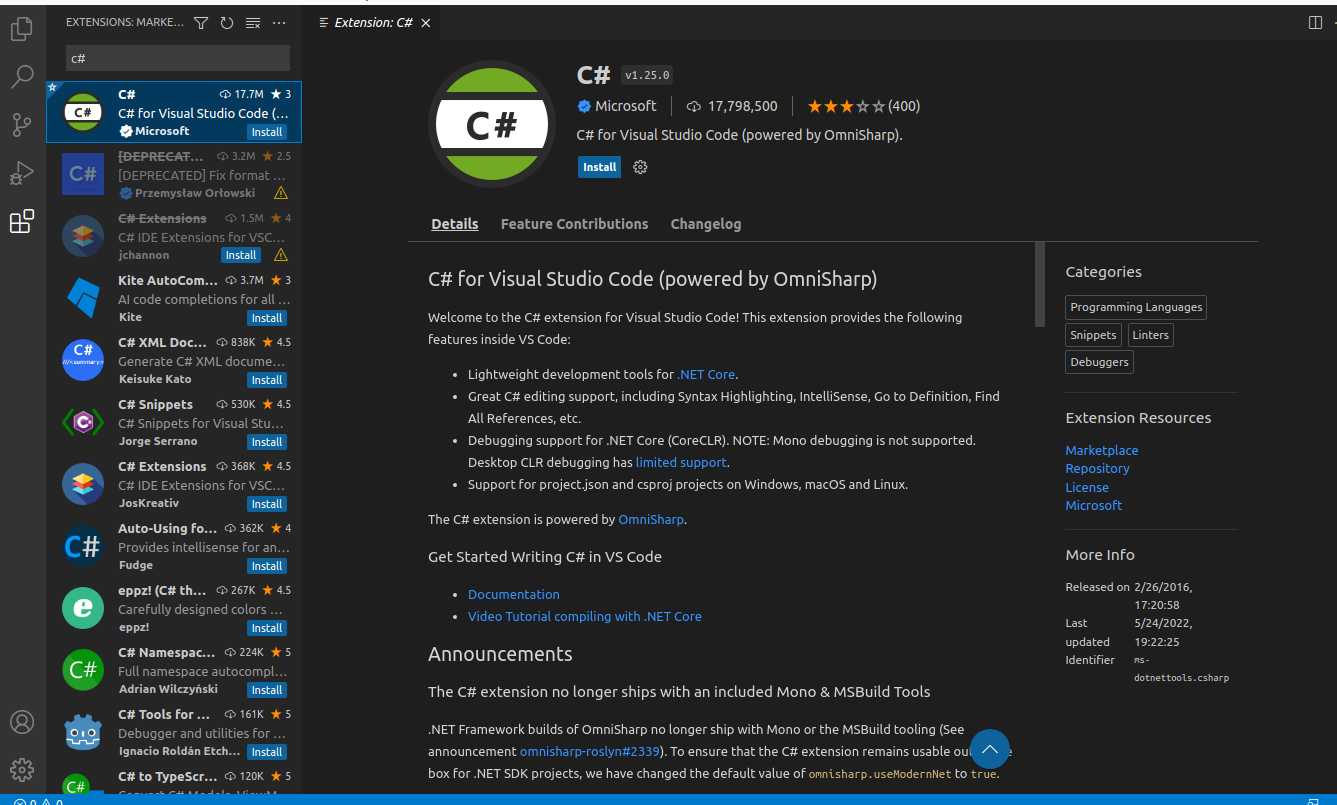 EXTENSIONS: MARKE...
c#
C# 17.7M 3
C# for Visual Studio Code (...
Microsoft Install
[DEPRECAT... 3.2M 2.5
[DEPRECATED] Fix format ...
Przemysław Orłowski
C# Extensions 1.5M 4
C# IDE Extensions for VSC...
jchannon Install
Kite AutoCom... 3.7M 3
AI code completions for all ...
Kite Install
C# XML Doc... 838K 4.5
Generate C# XML docume...
Keisuke Kato Install
C# Snippets 530K 4.5
C# Snippets for Visual Stu...
Jorge Serrano Install
C# Extensions 368K 4.5
C# IDE Extensions for VSC...
JosKreativ Install
Auto-Using fo... 362K 4
Provides intellisense for an...
Fudge Install
eppz! (C# th... 267K 4.5
Carefully designed colors ...
eppz! Install
C# Namespac... 224K 5
Full namespace autocompl...
Adrian Wilczyński Install
C# Tools for ... 161K 5
Debugger and utilities for ...
Ignacio Roldán Etch... Install
C# to TypeScr... 120K 5
Extension: C#
C# v1.25.0
Microsoft 17,798,500 (400)
C# for Visual Studio Code (powered by OmniSharp).
Install
Details Feature Contributions Changelog
C# for Visual Studio Code (powered by OmniSharp)
Welcome to the C# extension for Visual Studio Code! This extension provides the following
features inside VS Code:
• Lightweight development tools for .NET Core.
• Great C# editing support, including Syntax Highlighting, IntelliSense, Go to Definition, Find
All References, etc.
• Debugging support for .NET Core (CoreCLR). NOTE: Mono debugging is not supported.
Desktop CLR debugging has limited support.
• Support for project.json and csproj projects on Windows, macOS and Linux.
The C# extension is powered by OmniSharp.
Get Started Writing C# in VS Code
• Documentation
• Video Tutorial compiling with .NET Core
Announcements
The C# extension no longer ships with an included Mono & MSBuild Tools
.NET Framework builds of OmniSharp no longer ship with Mono or the MSBuild tooling (See
announcement omnisharp-roslyn#2339). To ensure that the C# extension remains usable
box for .NET SDK projects, we have changed the default value of omnisharp.useModernNet to true.
Categories
Programming Languages
Snippets Linters
Debuggers
Extension Resources
Marketplace
Repository
License
Microsoft
More Info
Released on 2/26/2016,
17:20:58
Last 5/24/2022,
updated 19:22:25
Identifier ms-
dotnettools.csharp